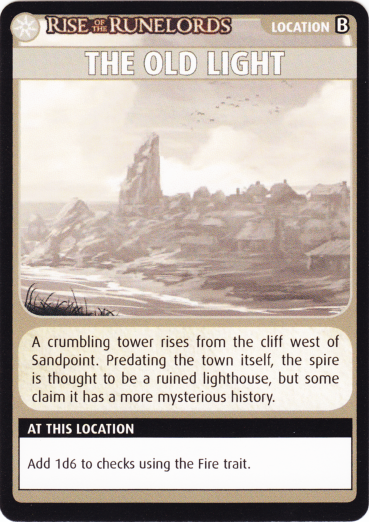 RISE OF THE RUNELORDS LOCATION B
THE OLD LIGHT
A crumbling tower rises from the cliff west of
Sandpoint. Predating the town itself, the spire
is thought to be a ruined lighthouse, but some
claim it has a more mysterious history.
AT THIS LOCATION
Add 1d6 to checks using the Fire trait.